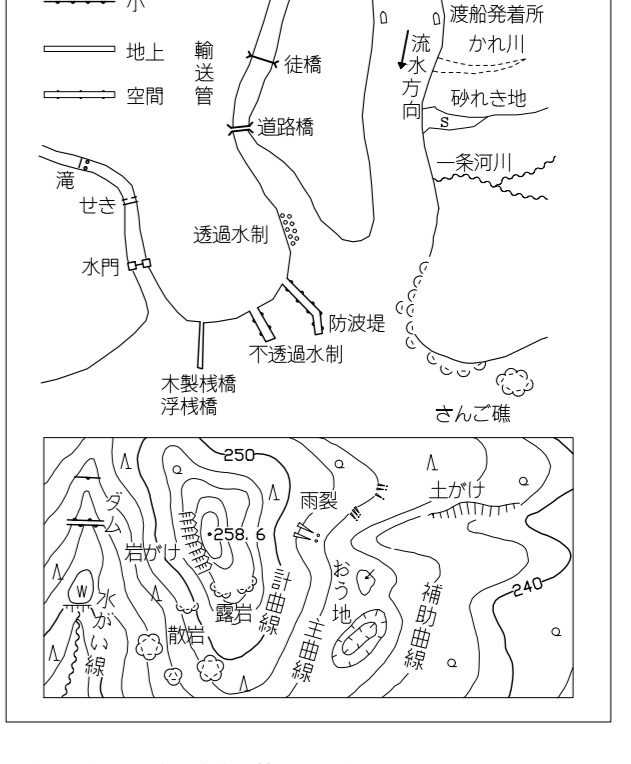 小
地上
空間
輸送管
徒橋
道路橋
渡船発着所
流水方向
かれ川
砂れき地
S
一条河川
滝
せき
水門
透過水制
防波堤
不透過水制
木製桟橋
浮桟橋
さんご礁
250
ダム
岩がけ
258.6
雨裂
土がけ
W
水がい線
露岩
散岩
計曲線
主曲線
おう地
補助曲線
240